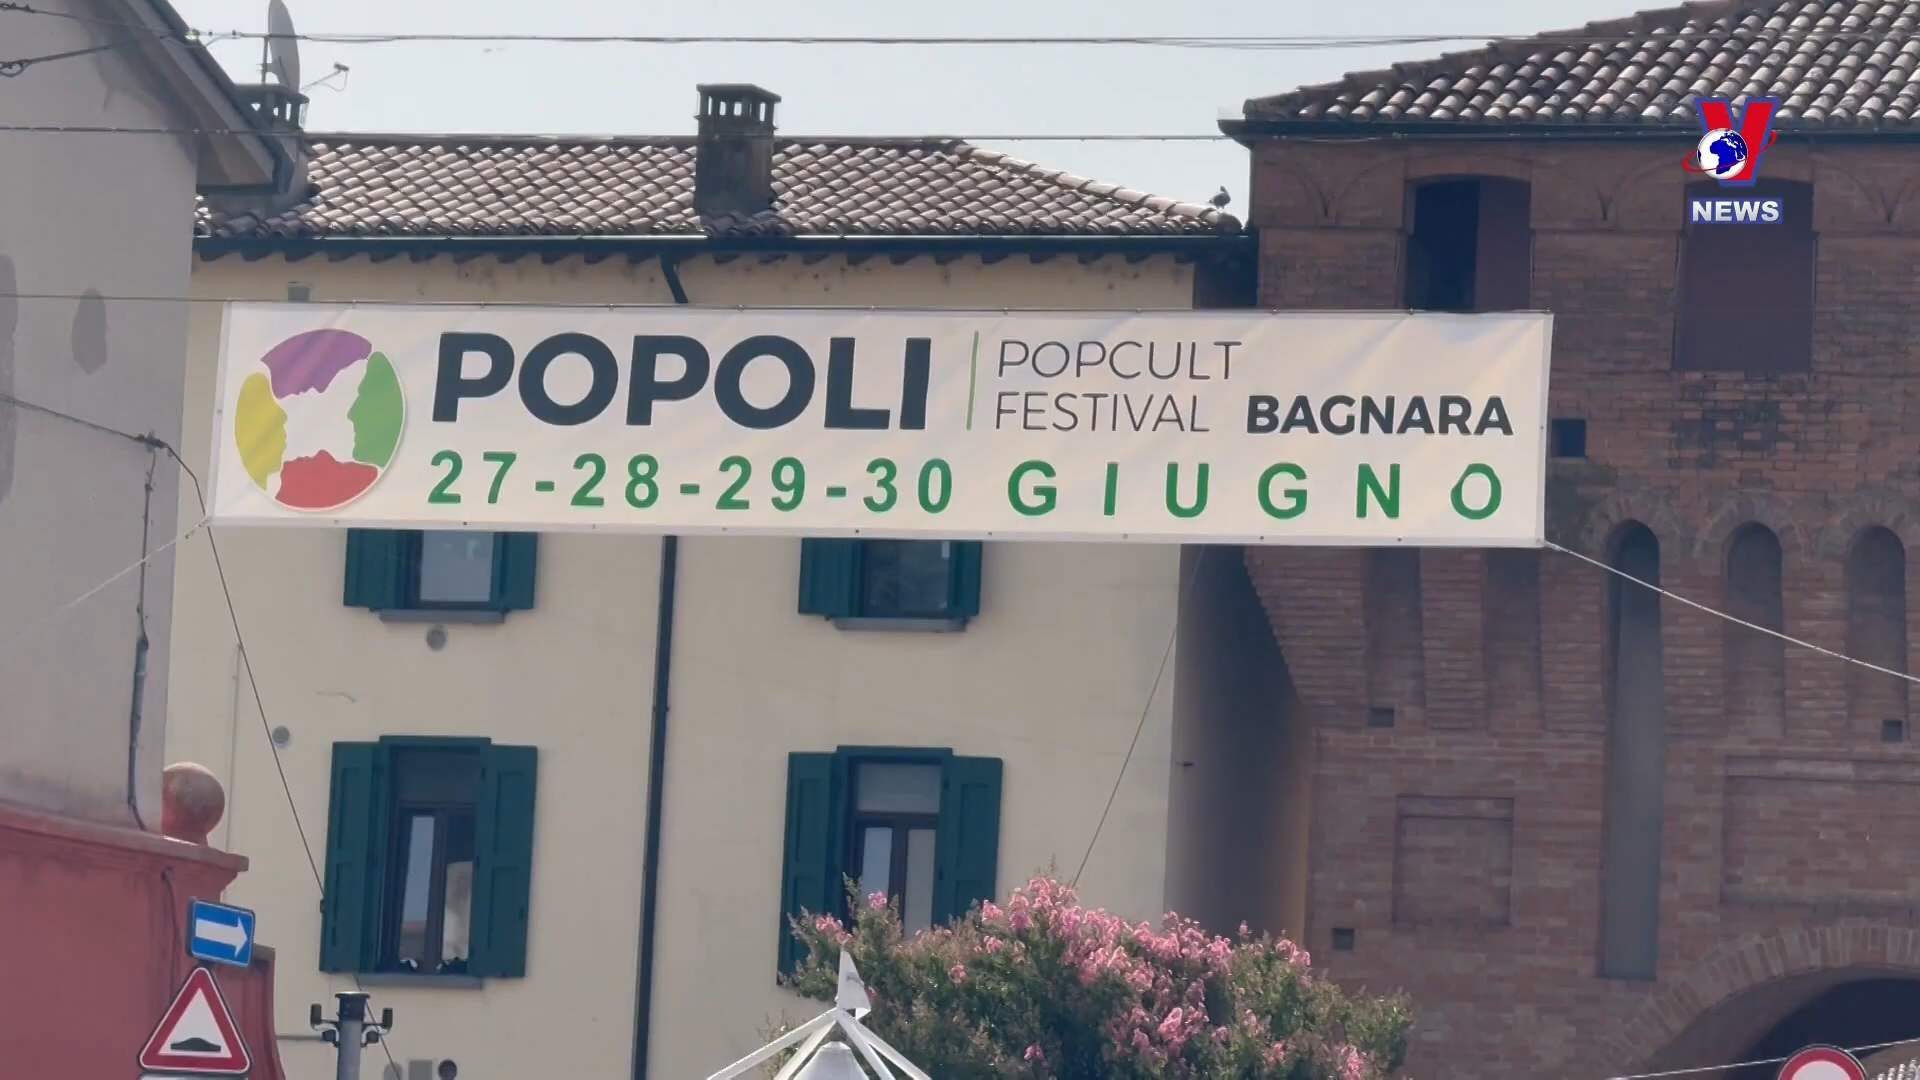 V
NEWS
POPOLI
POPCULT
FESTIVAL BAGNARA
27-28-29-30 GIUGNO